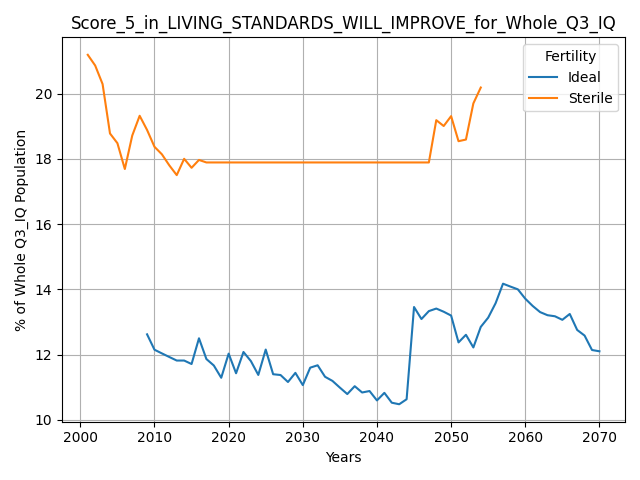 Score_5_in_LIVING_STANDARDS_WILL_IMPROVE_for_Whole_Q3_IQ
Fertility
Ideal
Sterile
% of Whole Q3_IQ Population
20
18
16
14
12
10
2000 2010 2020 2030 2040 2050 2060 2070
Years